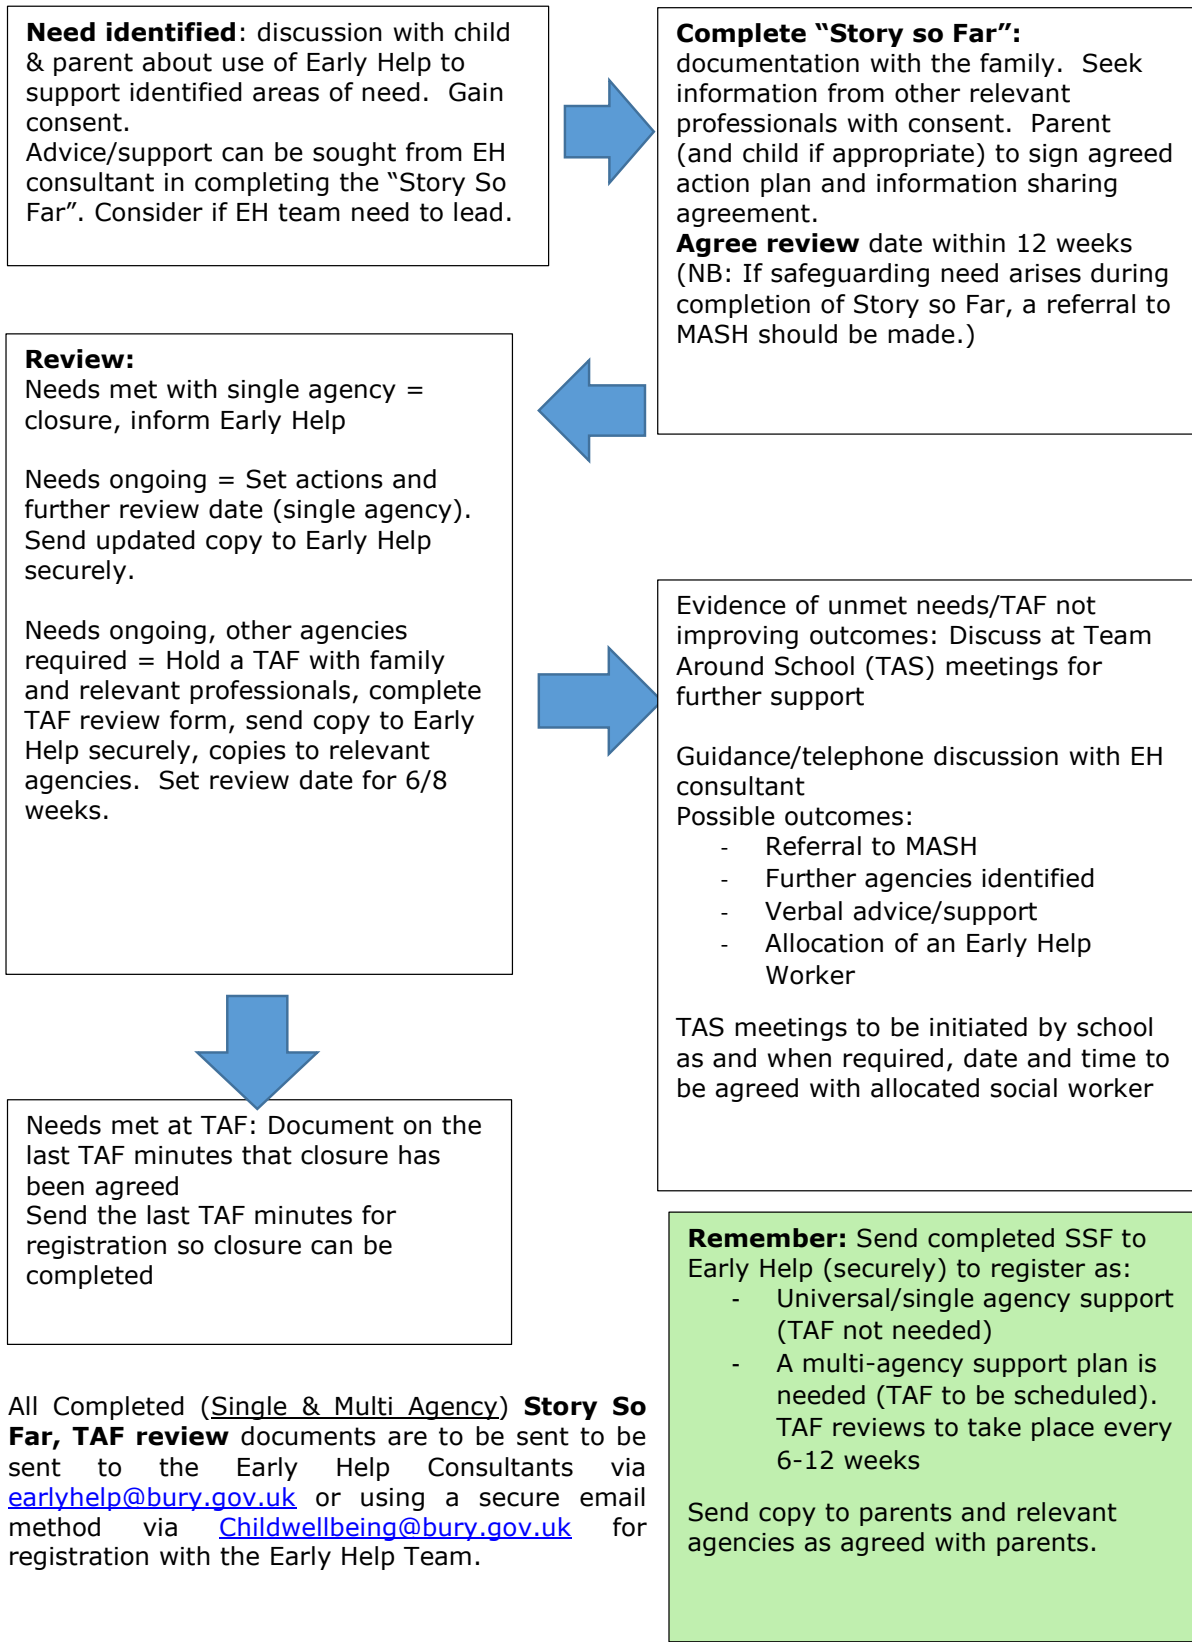 Need identified: discussion with child
& parent about use of Early Help to
support identified areas of need.  Gain
consent.
Advice/support can be sought from EH
consultant in completing the “Story So
Far”. Consider if EH team need to lead.
Complete “Story so Far”:
documentation with the family.  Seek
information from other relevant
professionals with consent.  Parent
(and child if appropriate) to sign agreed
action plan and information sharing
agreement.
Agree review date within 12 weeks
(NB: If safeguarding need arises during
completion of Story so Far, a referral to
MASH should be made.)
Review:
Needs met with single agency =
closure, inform Early Help
Needs ongoing = Set actions and
further review date (single agency).
Send updated copy to Early Help
securely.
Needs ongoing, other agencies
required = Hold a TAF with family
and relevant professionals, complete
TAF review form, send copy to Early
Help securely, copies to relevant
agencies.  Set review date for 6/8
weeks.
Evidence of unmet needs/TAF not
improving outcomes: Discuss at Team
Around School (TAS) meetings for
further support
Guidance/telephone discussion with EH
consultant
Possible outcomes:
- Referral to MASH
- Further agencies identified
- Verbal advice/support
- Allocation of an Early Help
Worker
TAS meetings to be initiated by school
as and when required, date and time to
be agreed with allocated social worker
Needs met at TAF: Document on the
last TAF minutes that closure has
been agreed
Send the last TAF minutes for
registration so closure can be
completed
Remember: Send completed SSF to
Early Help (securely) to register as:
- Universal/single agency support
(TAF not needed)
- A multi-agency support plan is
needed (TAF to be scheduled).
TAF reviews to take place every
6-12 weeks
Send copy to parents and relevant
agencies as agreed with parents.
All Completed (Single & Multi Agency) Story So
Far, TAF review documents are to be sent to be
sent to the Early Help Consultants via
earlyhelp@bury.gov.uk or using a secure email
method via Childwellbeing@bury.gov.uk for
registration with the Early Help Team.